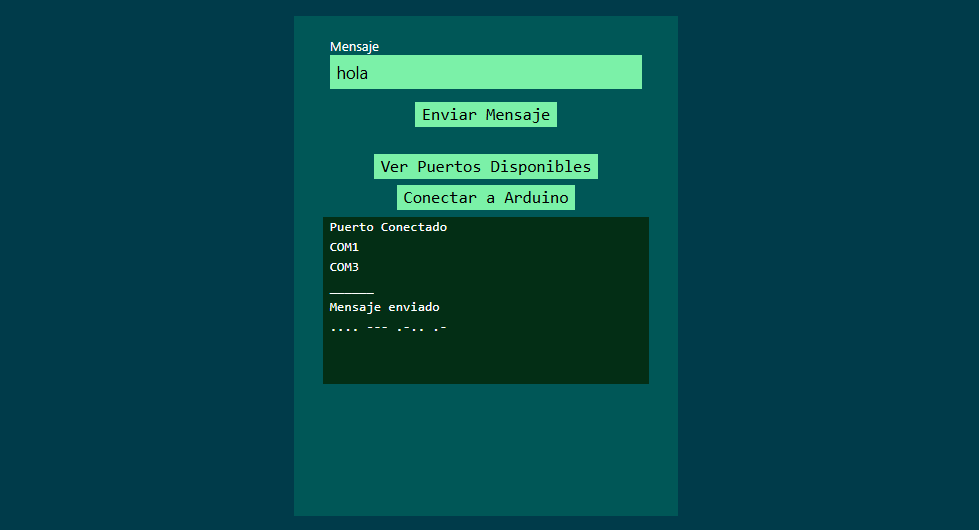 Mensaje
hola
Enviar Mensaje
Ver Puertos Disponibles
Conectar a Arduino
Puerto Conectado
COM1
COM3
______
Mensaje enviado
.... --- .-.. .-